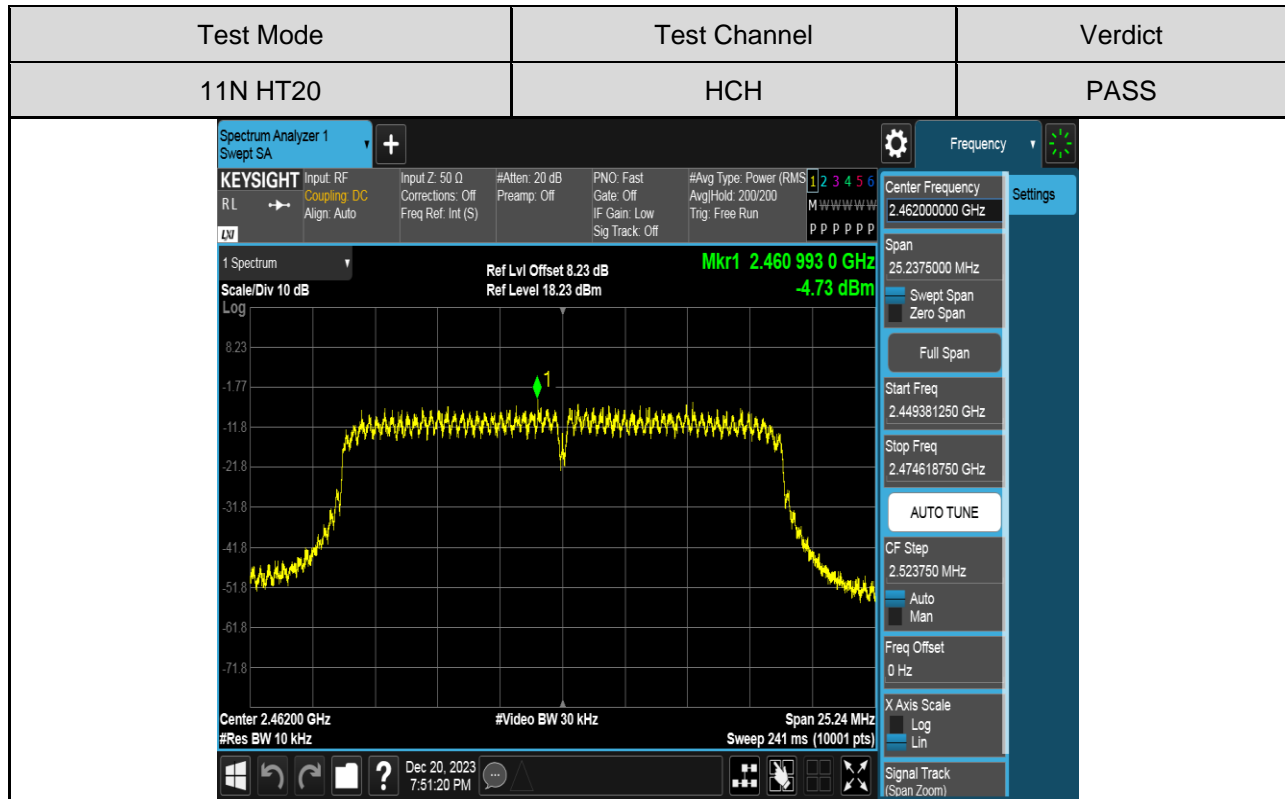 Test Mode Test Channel Verdict
11N HT20 HCH PASS
Spectrum Analyzer 1
Swept SA
+
Frequency
KEYSIGHT
RL
LXI
Input: RF
Coupling: DC
Align: Auto
Input Z: 50 Ω
Corrections: Off
Freq Ref: Int (S)
#Atten: 20 dB
Preamp: Off
PNO: Fast
Gate: Off
IF Gain: Low
Sig Track: Off
#Avg Type: Power (RMS
Avg|Hold: 200/200
Trig: Free Run
1 2 3 4 5 6
M W W W W W
P P P P P P
1 Spectrum
Scale/Div 10 dB
Ref Lvl Offset 8.23 dB
Ref Level 18.23 dBm
Mkr1 2.460 993 0 GHz
-4.73 dBm
Log
8.23
-1.77
-11.8
-21.8
-31.8
-41.8
-51.8
-61.8
-71.8
1
Center 2.46200 GHz
#Video BW 30 kHz
Span 25.24 MHz
#Res BW 10 kHz
Sweep 241 ms (10001 pts)
?
Dec 20, 2023
7:51:20 PM
Center Frequency
2.462000000 GHz
Settings
Span
25.2375000 MHz
Swept Span
Zero Span
Full Span
Start Freq
2.449381250 GHz
Stop Freq
2.474618750 GHz
AUTO TUNE
CF Step
2.523750 MHz
Auto
Man
Freq Offset
0 Hz
X Axis Scale
Log
Lin
Signal Track
(Span Zoom)